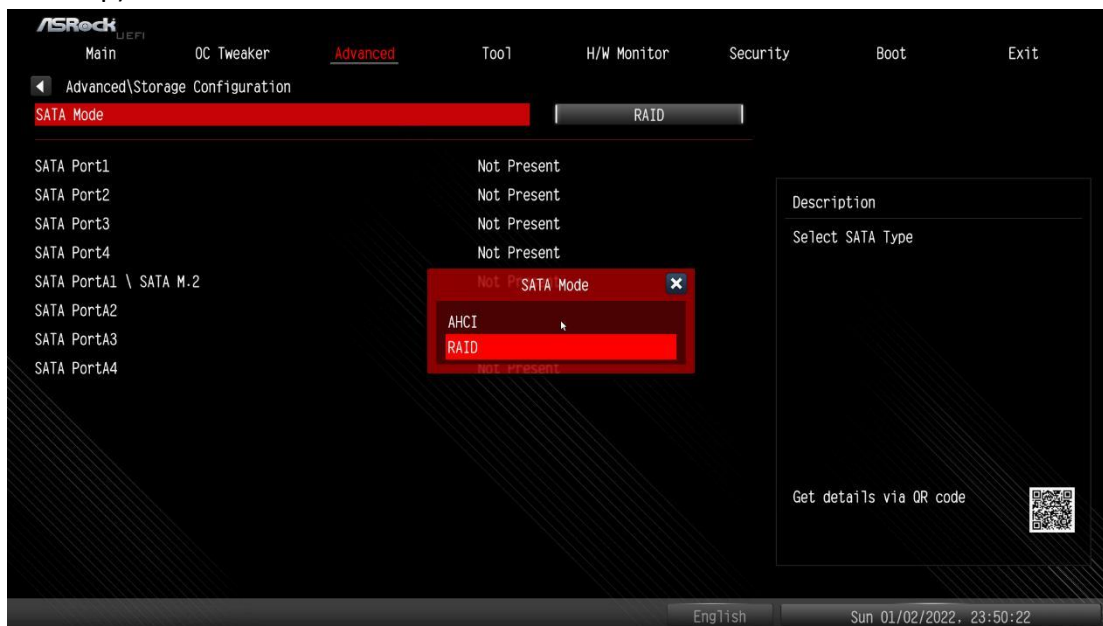 ASRock UEFI
Main OC Tweaker Advanced Tool H/W Monitor Security Boot Exit
Advanced\Storage Configuration
SATA Mode RAID
SATA Port1 Not Present
SATA Port2 Not Present
SATA Port3 Not Present
SATA Port4 Not Present
SATA PortA1 \ SATA M.2 Not Present
SATA PortA2
SATA PortA3
SATA PortA4 Not Present
SATA Mode
AHCI
RAID
Description
Select SATA Type
Get details via QR code
English Sun 01/02/2022, 23:50:22